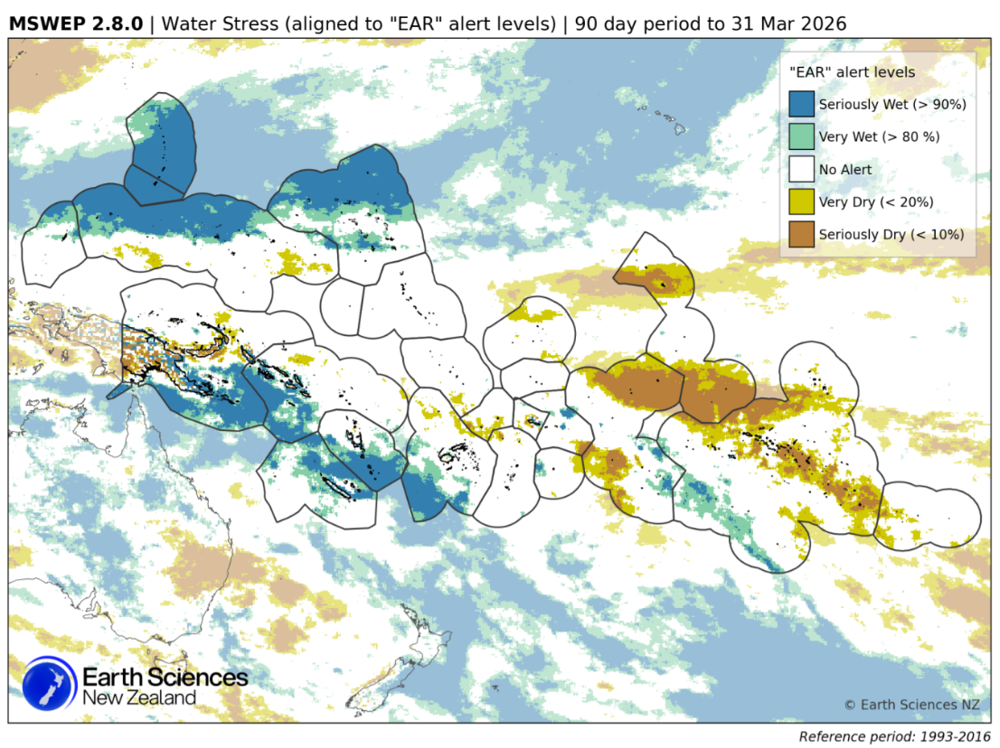 MSWEP 2.8.0 | Water Stress (aligned to "EAR" alert levels) | 90 day period to 31 Mar 2026
"EAR" alert levels
Seriously Wet (> 90%)
Very Wet (> 80 %)
No Alert
Very Dry (< 20%)
Seriously Dry (< 10%)
Earth Sciences
New Zealand
© Earth Sciences NZ
Reference period: 1993-2016